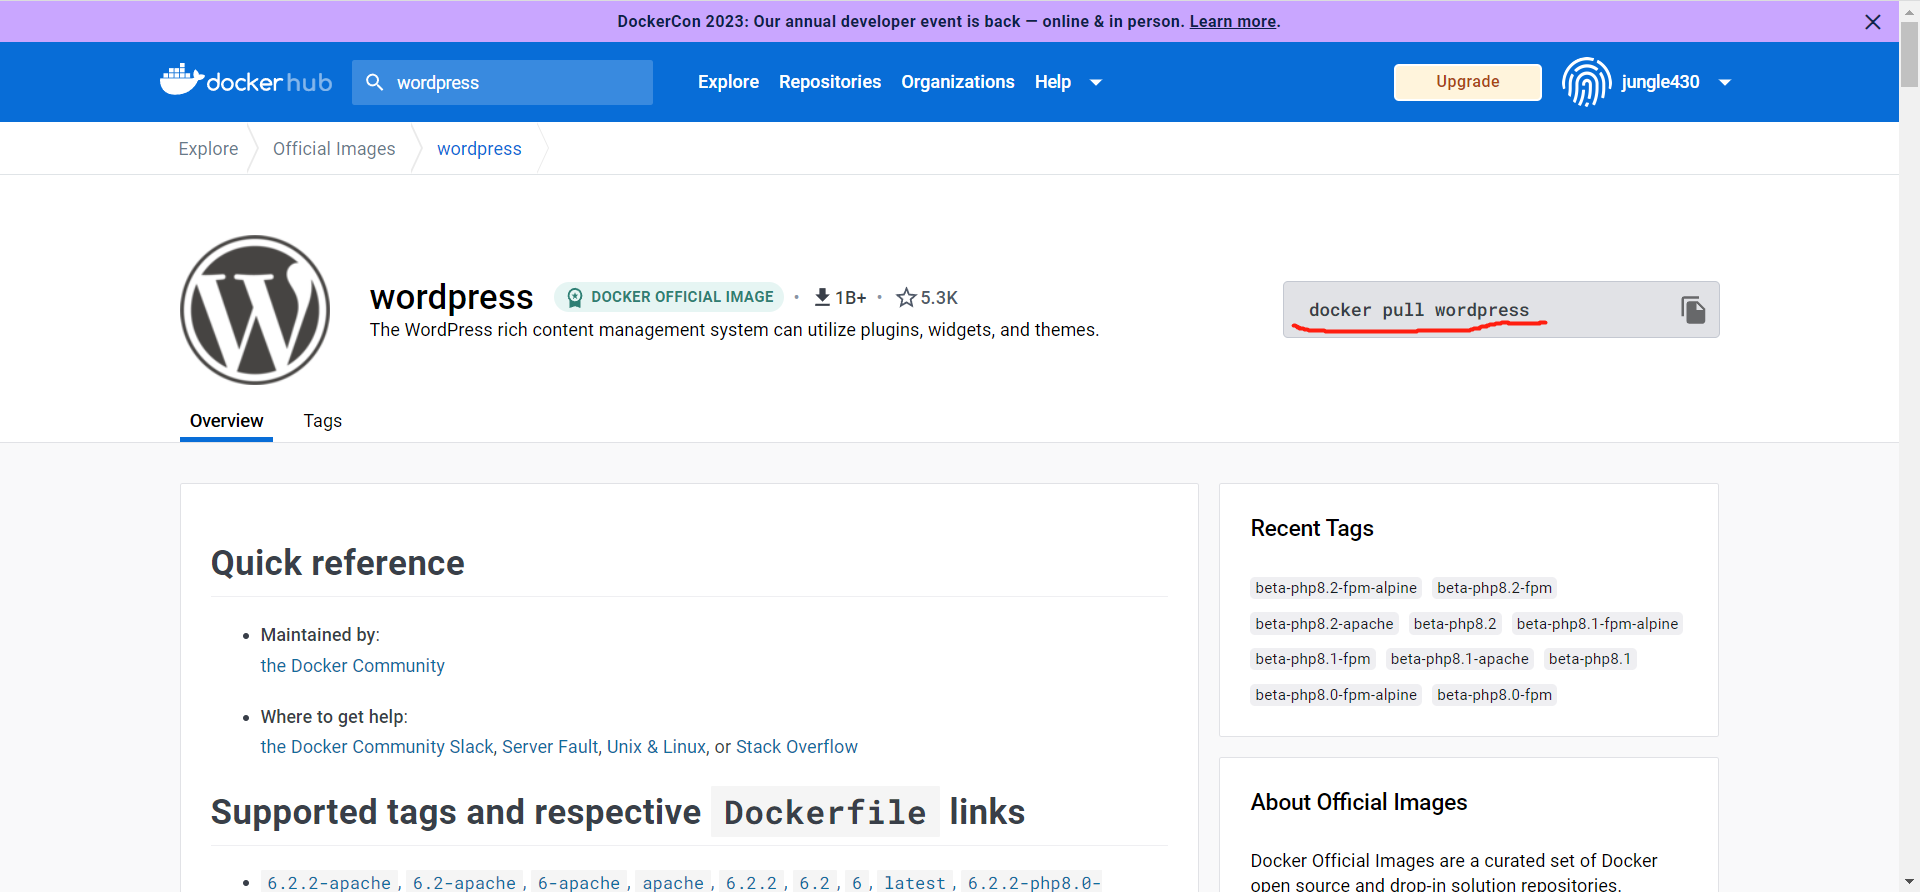 DockerCon 2023: Our annual developer event is back — online & in person. Learn more.
docker hub
wordpress
Explore
Repositories
Organizations
Help
Upgrade
jungle430
Explore
Official Images
wordpress
wordpress
DOCKER OFFICIAL IMAGE
1B+
5.3K
The WordPress rich content management system can utilize plugins, widgets, and themes.
docker pull wordpress
Overview
Tags
Quick reference
Maintained by:
the Docker Community
Where to get help:
the Docker Community Slack, Server Fault, Unix & Linux, or Stack Overflow
Supported tags and respective Dockerfile links
6.2.2-apache, 6.2-apache, 6-apache, apache, 6.2.2, 6.2, 6, latest, 6.2.2-php8.0-
Recent Tags
beta-php8.2-fpm-alpine beta-php8.2-fpm
beta-php8.2-apache beta-php8.2 beta-php8.1-fpm-alpine
beta-php8.1-fpm beta-php8.1-apache beta-php8.1
beta-php8.0-fpm-alpine beta-php8.0-fpm
About Official Images
Docker Official Images are a curated set of Docker
open source and drop-in solution repositories.